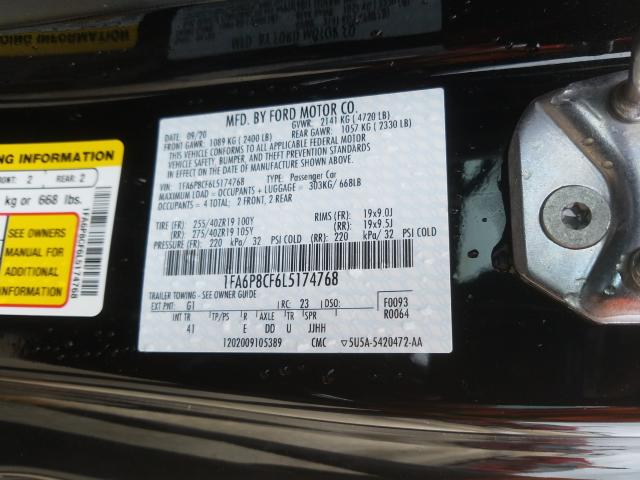 MFD. BY FORD MOTOR CO.
09/20 GVWR: 2141 KG ( 4720 LB)
FRONT GAWR: 1089 KG ( 2400 LB) REAR GAWR: 1057 KG ( 2330 LB)
THIS VEHICLE CONFORMS TO ALL APPLICABLE FEDERAL MOTOR
VEHICLE SAFETY, BUMPER, AND THEFT PREVENTION STANDARDS
IN EFFECT ON THE DATE OF MANUFACTURE SHOWN ABOVE.
VIN: 1FA6P8CF6L5174768 TYPE: Passenger Car
MAXIMUM LOAD = OCCUPANTS + LUGGAGE = 303KG/ 668LB
OCCUPANTS = 4 TOTAL: 2 FRONT, 2 REAR
TIRE (FF): 255/40ZR19 100Y RIMS (FF): 19x9.0J
(RR): 275/40ZR19 105Y (RR): 19x9.5J
PRESSURE (FF): 220 kPa/ 32 PSI COLD (RR): 220 kPa/ 32 PSI COLD
1FA6P8CF6L5174768
TRAILER TOWING - SEE OWNER GUIDE
EXT PNT: G1 RC: 23 DSO: F0093
INT TR TP/PS R AXLE TR SPR R0064
41 E DD U JJHH
1202009105389 CMC ▽5U5A-5420472-AA
NG INFORMATION
RONT: 2 REAR: 2
kg or 668 lbs.
SEE OWNERS
MANUAL FOR
ADDITIONAL
INFORMATION
1FA6P8CF6L5174768